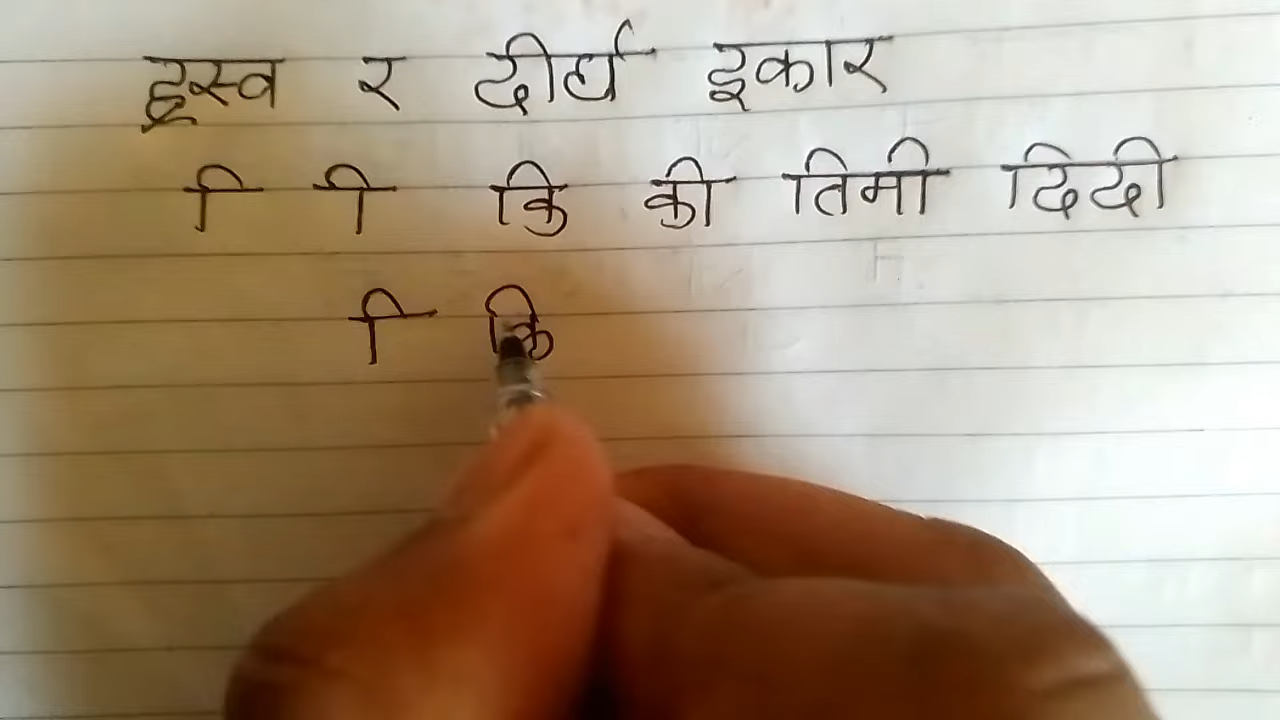 ह्रस्व र दीर्घ इकार
ि ी कि की तिमी दिदी
ि कि